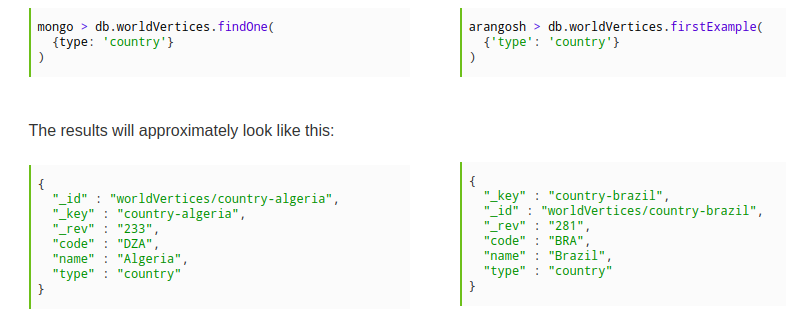 mongo > db.worldVertices.findOne(
  {type: 'country'}
)
arangosh > db.worldVertices.firstExample(
  {'type': 'country'}
)
The results will approximately look like this:
{
  "_id" : "worldVertices/country-algeria",
  "_key" : "country-algeria",
  "_rev" : "233",
  "code" : "DZA",
  "name" : "Algeria",
  "type" : "country"
}
{
  "_key" : "country-brazil",
  "_id" : "worldVertices/country-brazil",
  "_rev" : "281",
  "code" : "BRA",
  "name" : "Brazil",
  "type" : "country"
}